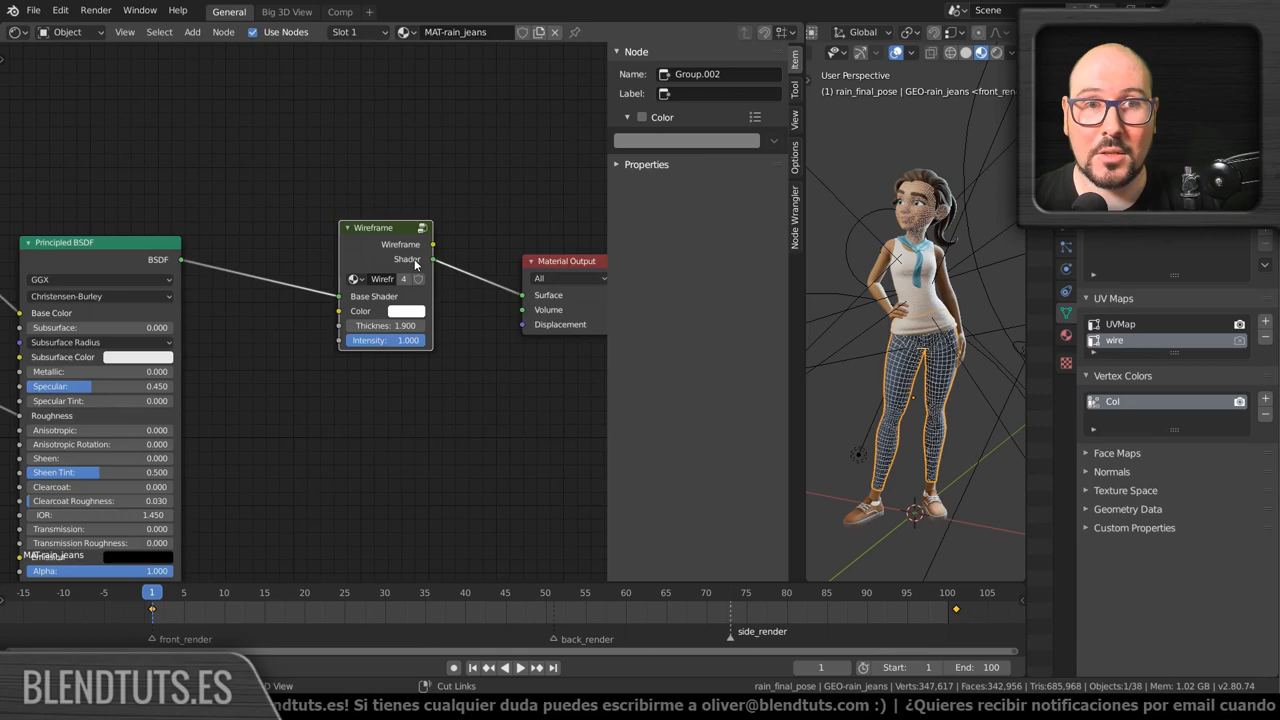 File Edit Render Window Help General Big 3D View Comp + Scene
Object View Select Add Node Use Nodes Slot 1 MAT-rain_jeans Global
Principled BSDF
BSDF
GGX
Christensen-Burley
Base Color
Subsurface: 0.000
Subsurface Radius
Subsurface Color
Metallic: 0.000
Specular: 0.450
Specular Tint: 0.000
Roughness
Anisotropic: 0.000
Anisotropic Rotation: 0.000
Sheen: 0.000
Sheen Tint: 0.500
Clearcoat: 0.000
Clearcoat Roughness: 0.030
IOR: 1.450
Transmission: 0.000
Transmission Roughness: 0.000
MAT-rain_jeans
Alpha: 1.000
Wireframe
Wireframe
Shader
Wirefr 4
Base Shader
Color
Thicknes: 1.900
Intensity: 1.000
Material Output
All
Surface
Volume
Displacement
Node
Name: Group.002
Label:
Color
Properties
Item
Tool
View
Options
Node Wrangler
User Perspective
(1) rain_final_pose | GEO-rain_jeans <front_ren
UV Maps
UVMap
wire
Vertex Colors
Col
Face Maps
Normals
Texture Space
Geometry Data
Custom Properties
-15 -10 -5 1 5 10 15 20 25 30 35 40 45 50 55 60 65 70 75 80 85 90 95 100 105
front_render back_render side_render
1 Start: 1 End: 100
View Cut Links rain_final_pose | GEO-rain_jeans | Verts:347,617 | Faces:342,956 | Tris:685,968 | Objects:1/38 | Mem: 1.02 GB | v2.80.74
BLENDTUTS.ES
ndtuts.es! Si tienes cualquier duda puedes escribirme a oliver@blendtuts.com :) | ¿Quieres recibir notificaciones por email cuando